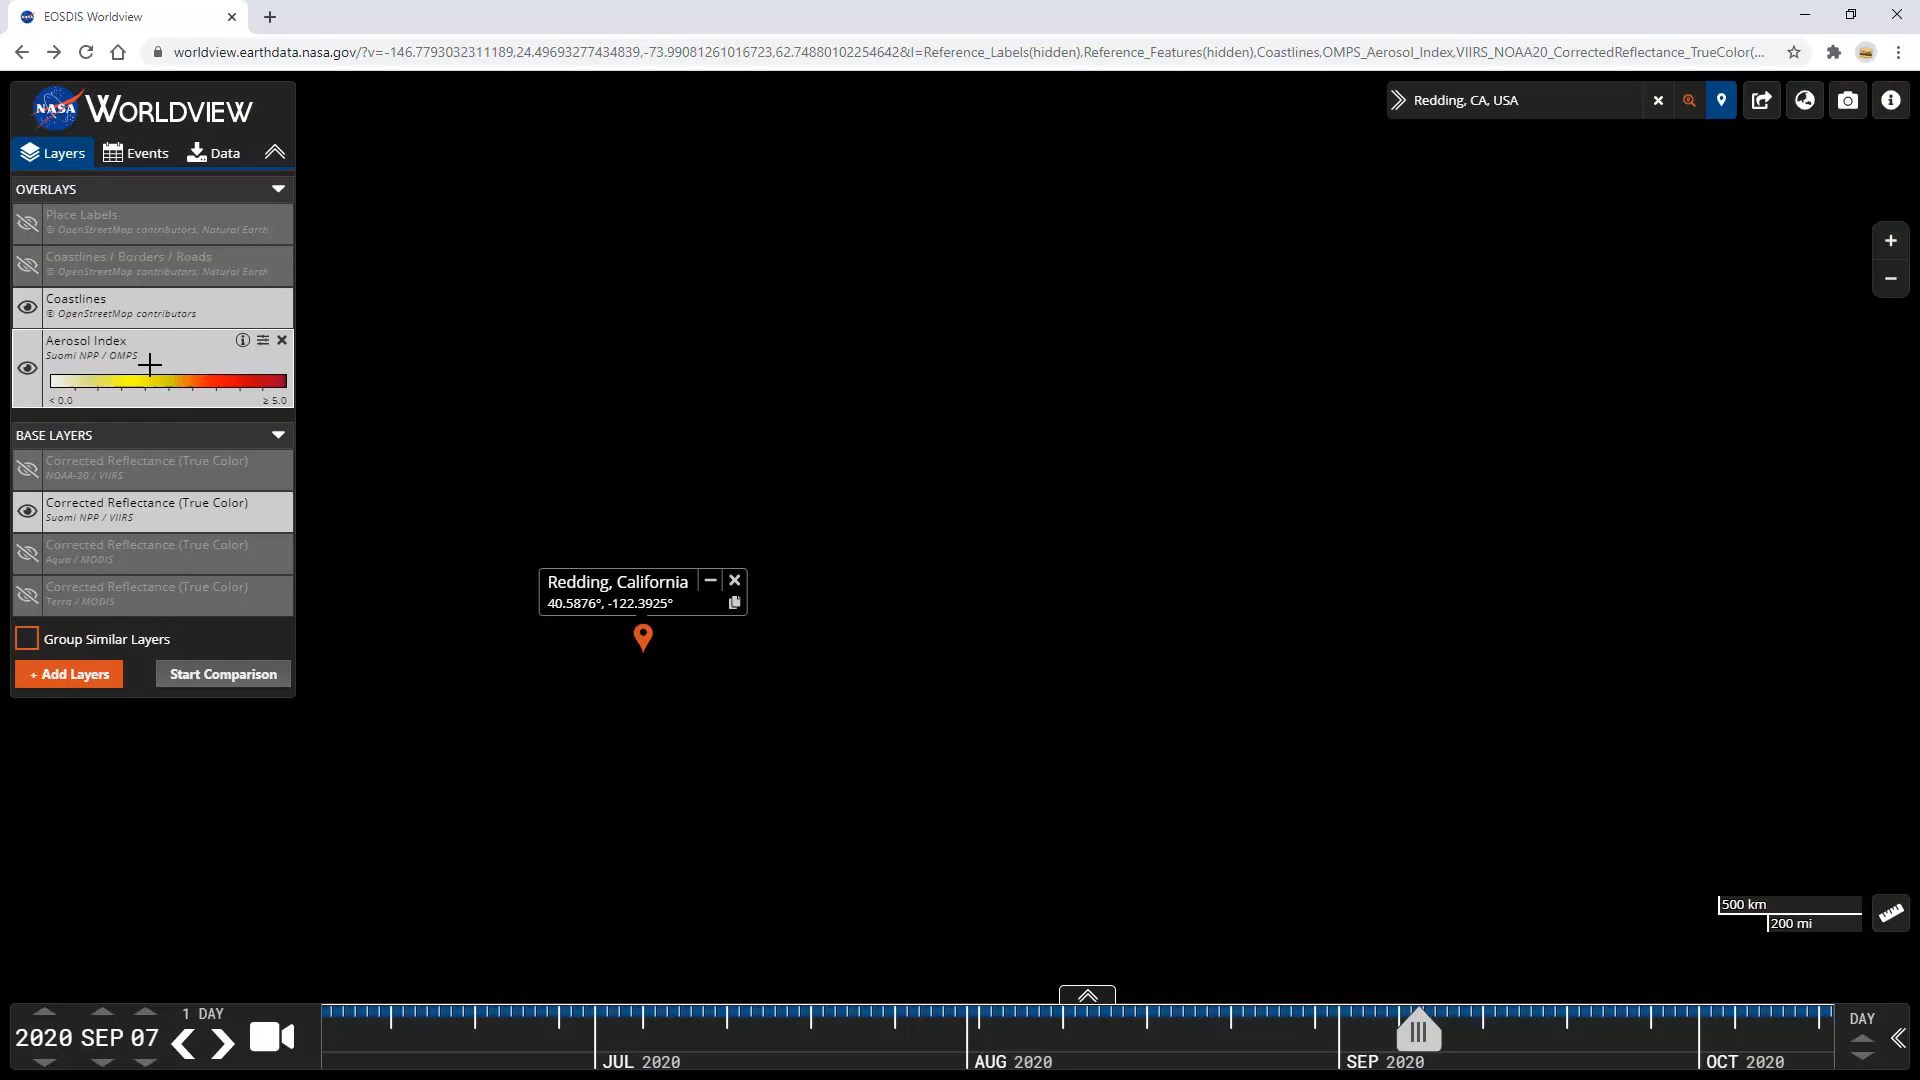 EOSDIS Worldview
worldview.earthdata.nasa.gov/?v=-146.7793032311189,24.49693277434839,-73.99081261016723,62.74880102254642&l=Reference_Labels(hidden),Reference_Features(hidden),Coastlines,OMPS_Aerosol_Index,VIIRS_NOAA20_CorrectedReflectance_TrueColor(...
NASA WORLDVIEW
Redding, CA, USA
Layers Events Data
OVERLAYS
Place Labels
© OpenStreetMap contributors, Natural Earth
Coastlines / Borders / Roads
© OpenStreetMap contributors, Natural Earth
Coastlines
© OpenStreetMap contributors
Aerosol Index
Suomi NPP / OMPS
< 0.0 ≥ 5.0
BASE LAYERS
Corrected Reflectance (True Color)
NOAA-20 / VIIRS
Corrected Reflectance (True Color)
Suomi NPP / VIIRS
Corrected Reflectance (True Color)
Aqua / MODIS
Corrected Reflectance (True Color)
Terra / MODIS
Group Similar Layers
+ Add Layers Start Comparison
Redding, California
40.5876°, -122.3925°
500 km
200 mi
1 DAY
2020 SEP 07
JUL 2020 AUG 2020 SEP 2020 OCT 2020
DAY